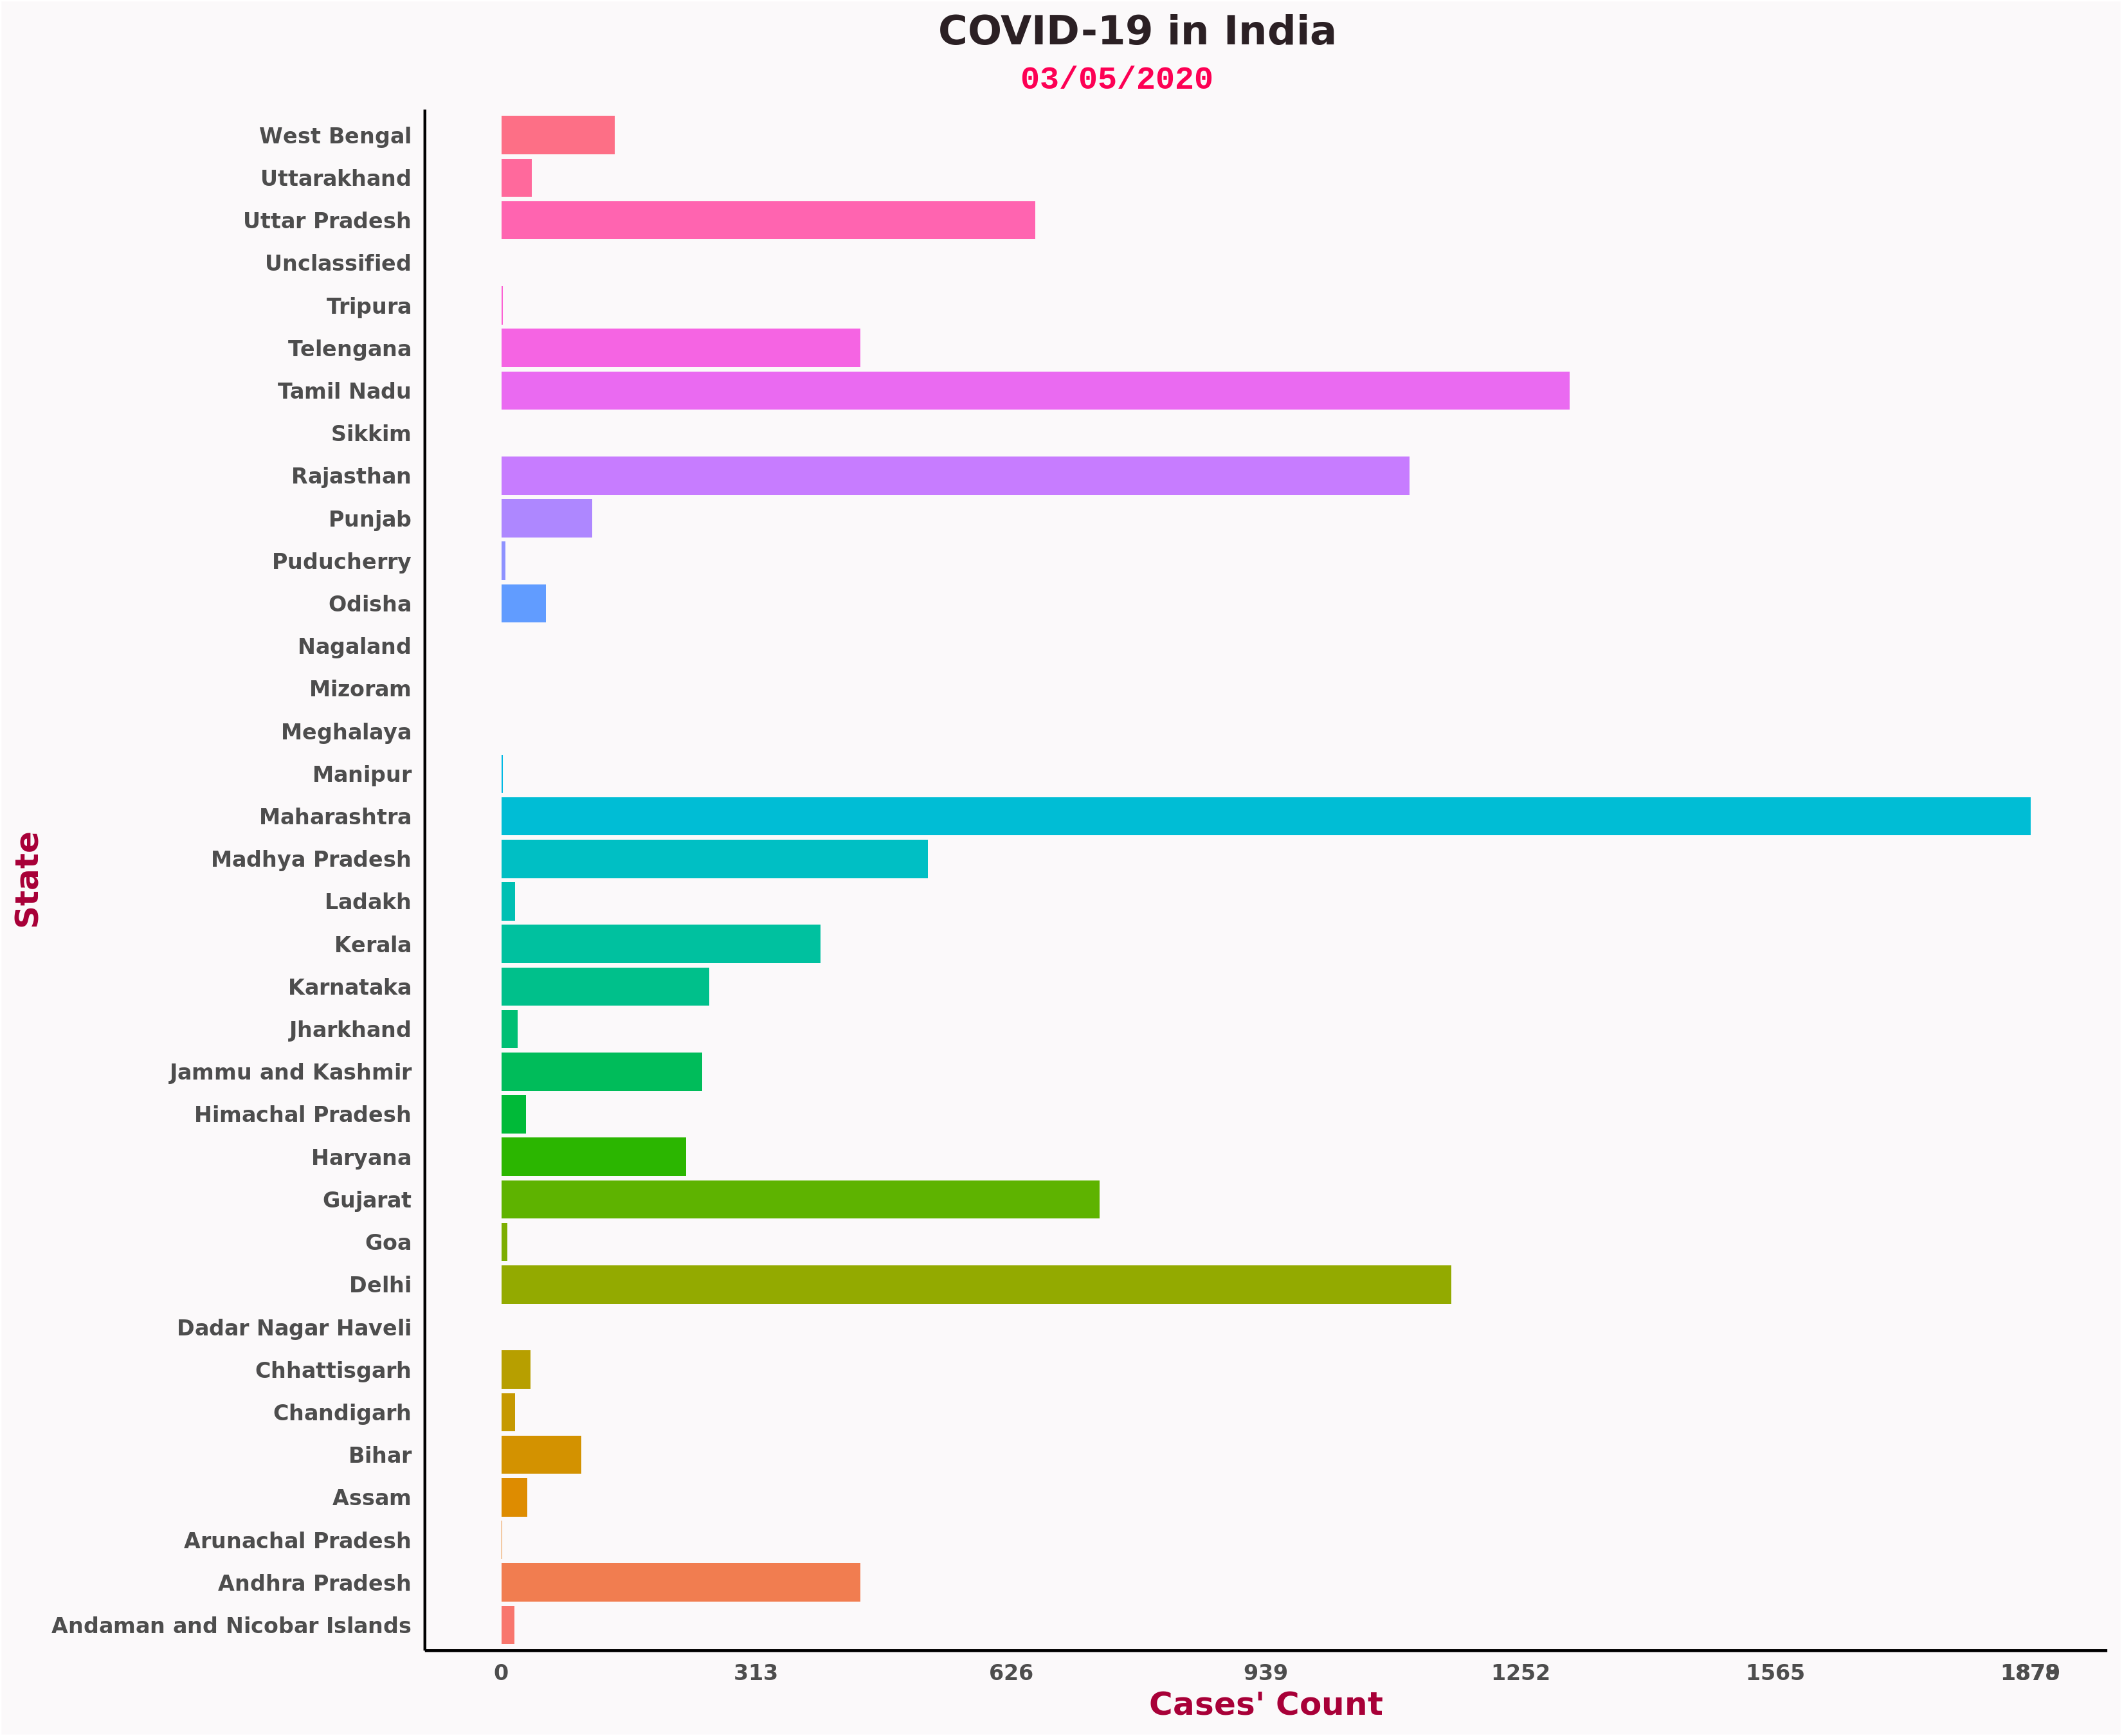 COVID-19 in India
03/05/2020
West Bengal
Uttarakhand
Uttar Pradesh
Unclassified
Tripura
Telengana
Tamil Nadu
Sikkim
Rajasthan
Punjab
Puducherry
Odisha
Nagaland
Mizoram
Meghalaya
Manipur
Maharashtra
Madhya Pradesh
Ladakh
Kerala
Karnataka
Jharkhand
Jammu and Kashmir
Himachal Pradesh
Haryana
Gujarat
Goa
Delhi
Dadar Nagar Haveli
Chhattisgarh
Chandigarh
Bihar
Assam
Arunachal Pradesh
Andhra Pradesh
Andaman and Nicobar Islands
State
0 313 626 939 1252 1565
Cases' Count